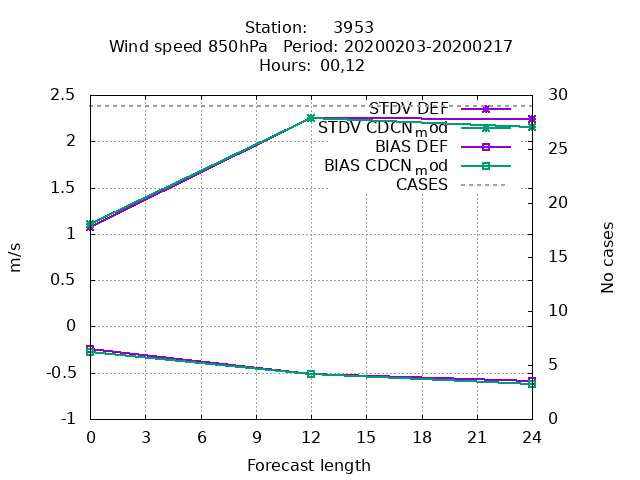 Station: 3953
Wind speed 850hPa Period: 20200203-20200217
Hours: 00,12
STDV DEF
STDV CDCN_mod
BIAS DEF
BIAS CDCN_mod
CASES
2.5
2
1.5
1
0.5
0
-0.5
-1
m/s
30
25
20
15
10
5
0
No cases
0 3 6 9 12 15 18 21 24
Forecast length